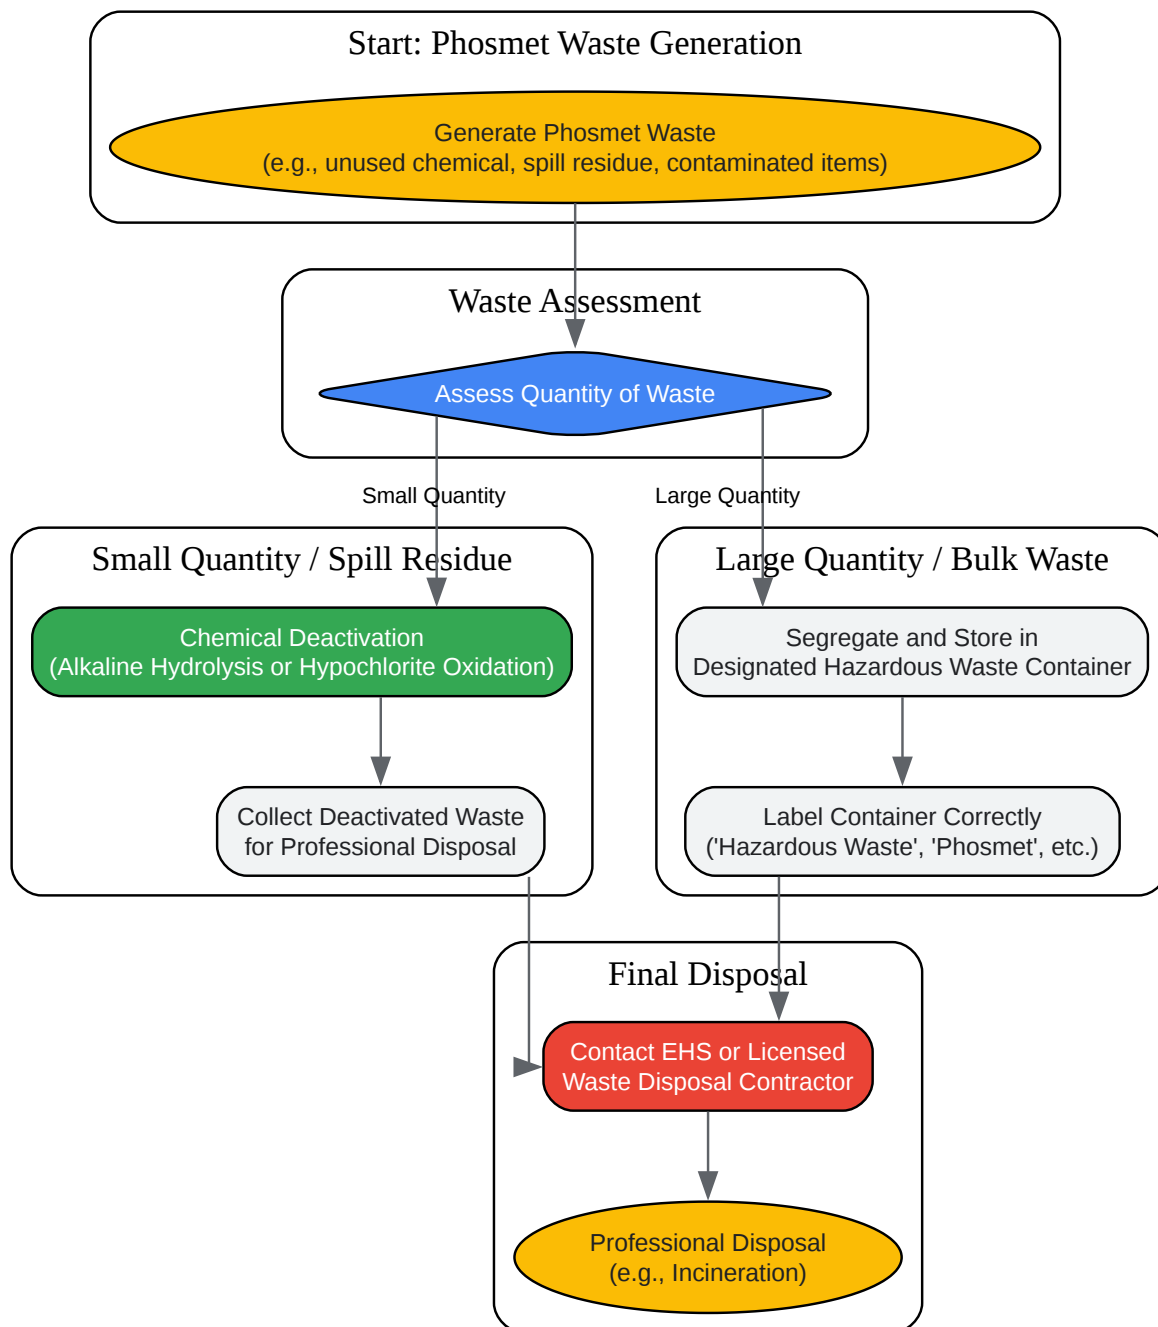 Start: Phosmet Waste Generation
Generate Phosmet Waste
(e.g., unused chemical, spill residue, contaminated items)
Waste Assessment
Assess Quantity of Waste
Small Quantity
Large Quantity
Small Quantity / Spill Residue
Chemical Deactivation
(Alkaline Hydrolysis or Hypochlorite Oxidation)
Collect Deactivated Waste
for Professional Disposal
Large Quantity / Bulk Waste
Segregate and Store in
Designated Hazardous Waste Container
Label Container Correctly
('Hazardous Waste', 'Phosmet', etc.)
Final Disposal
Contact EHS or Licensed
Waste Disposal Contractor
Professional Disposal
(e.g., Incineration)